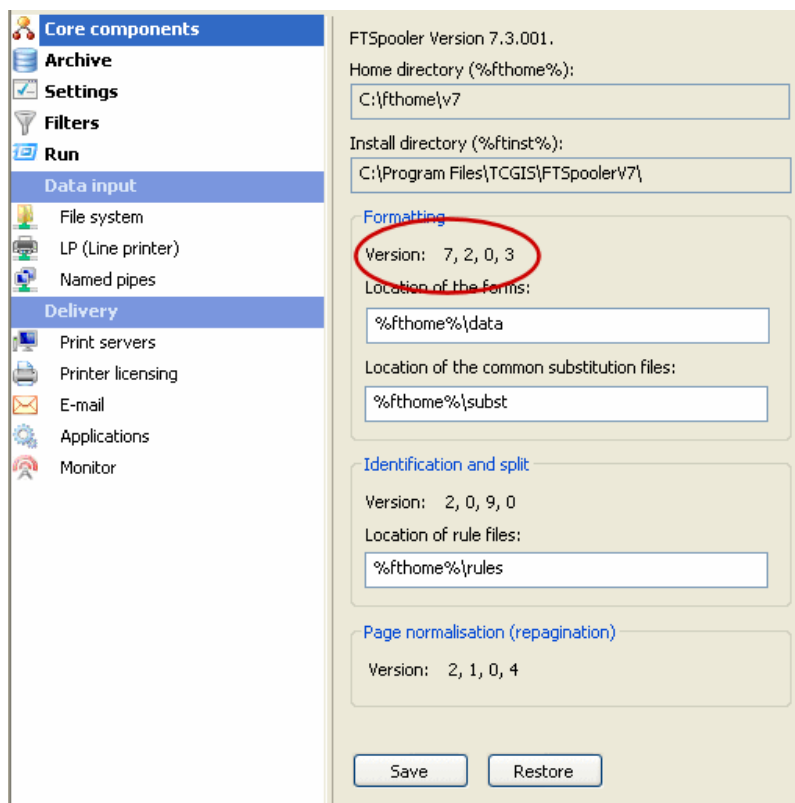 Core components
Archive
Settings
Filters
Run
Data input
File system
LP (Line printer)
Named pipes
Delivery
Print servers
Printer licensing
E-mail
Applications
Monitor
FTSpooler Version 7.3.001.
Home directory (%fthome%):
C:\fthome\v7
Install directory (%ftinst%):
C:\Program Files\TCGIS\FTSpoolerV7\
Formatting
Version: 7, 2, 0, 3
Location of the forms:
%fthome%\data
Location of the common substitution files:
%fthome%\subst
Identification and split
Version: 2, 0, 9, 0
Location of rule files:
%fthome%\rules
Page normalisation (repagination)
Version: 2, 1, 0, 4
Save Restore